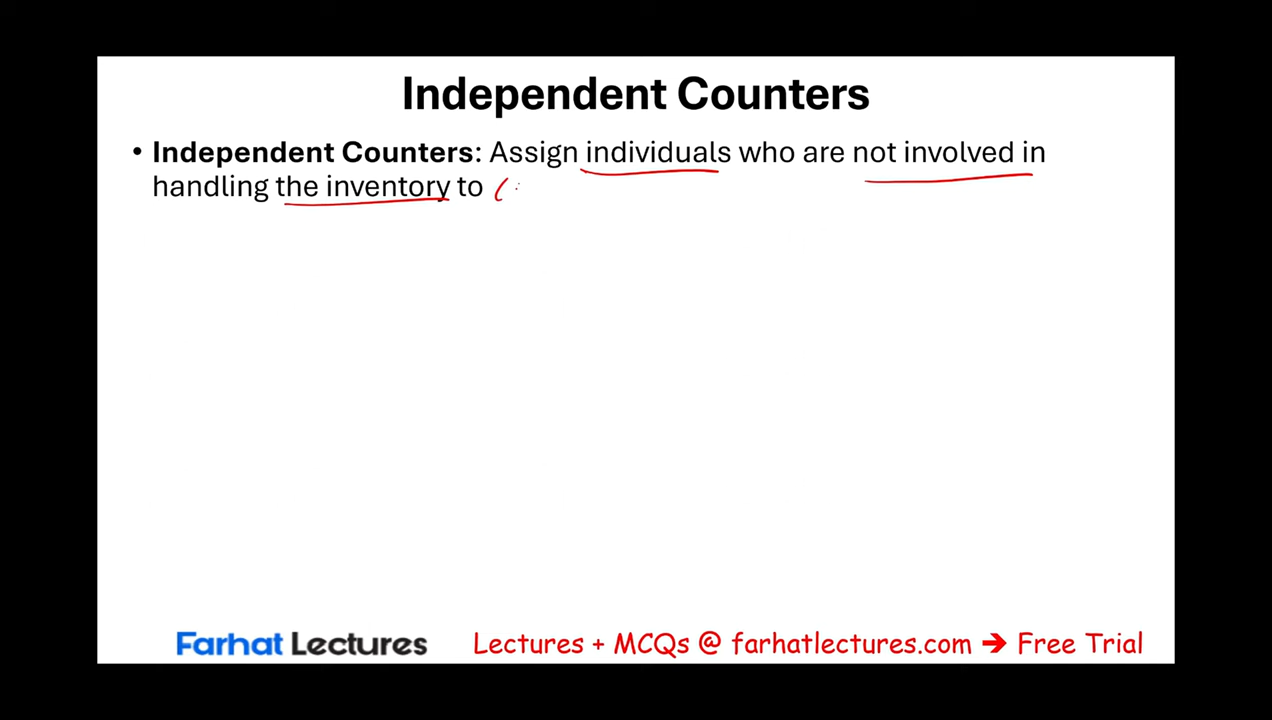 Independent Counters
• Independent Counters: Assign individuals who are not involved in
handling the inventory to (
Farhat Lectures
Lectures + MCQs @ farhatlectures.com ➔ Free Trial